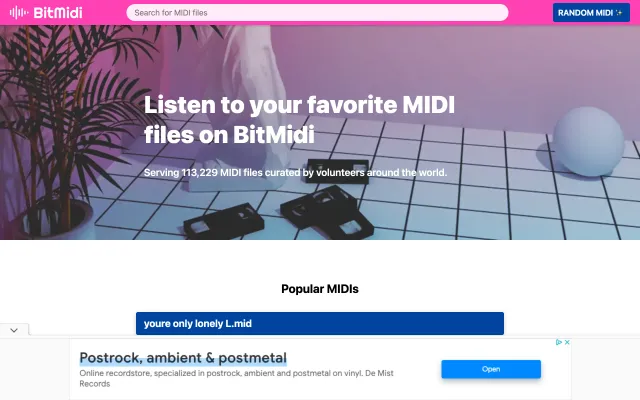 BitMidi
Search for MIDI files
RANDOM MIDI ✨
Listen to your favorite MIDI
files on BitMidi
Serving 113,229 MIDI files curated by volunteers around the world.
Popular MIDIs
youre only lonely L.mid
Postrock, ambient & postmetal
Online recordstore, specialized in postrock, ambient and postmetal on vinyl. De Mist
Records
Open